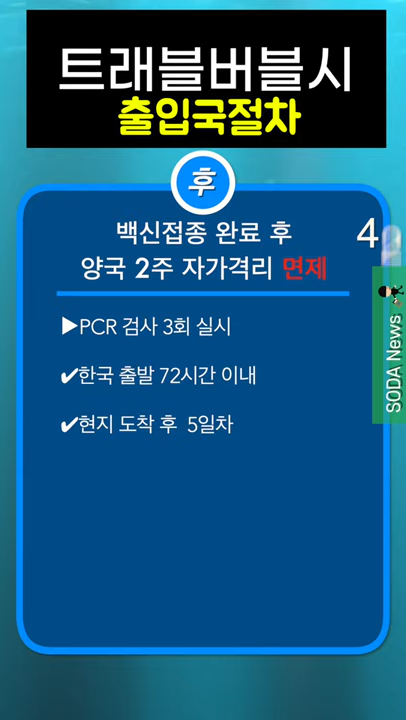 트래블버블시
출입국절차
후
백신접종 완료 후
4
양국 2주 자가격리 면제
▶PCR 검사 3회 실시
✔한국 출발 72시간 이내
✔현지 도착 후 5일차
SODA News